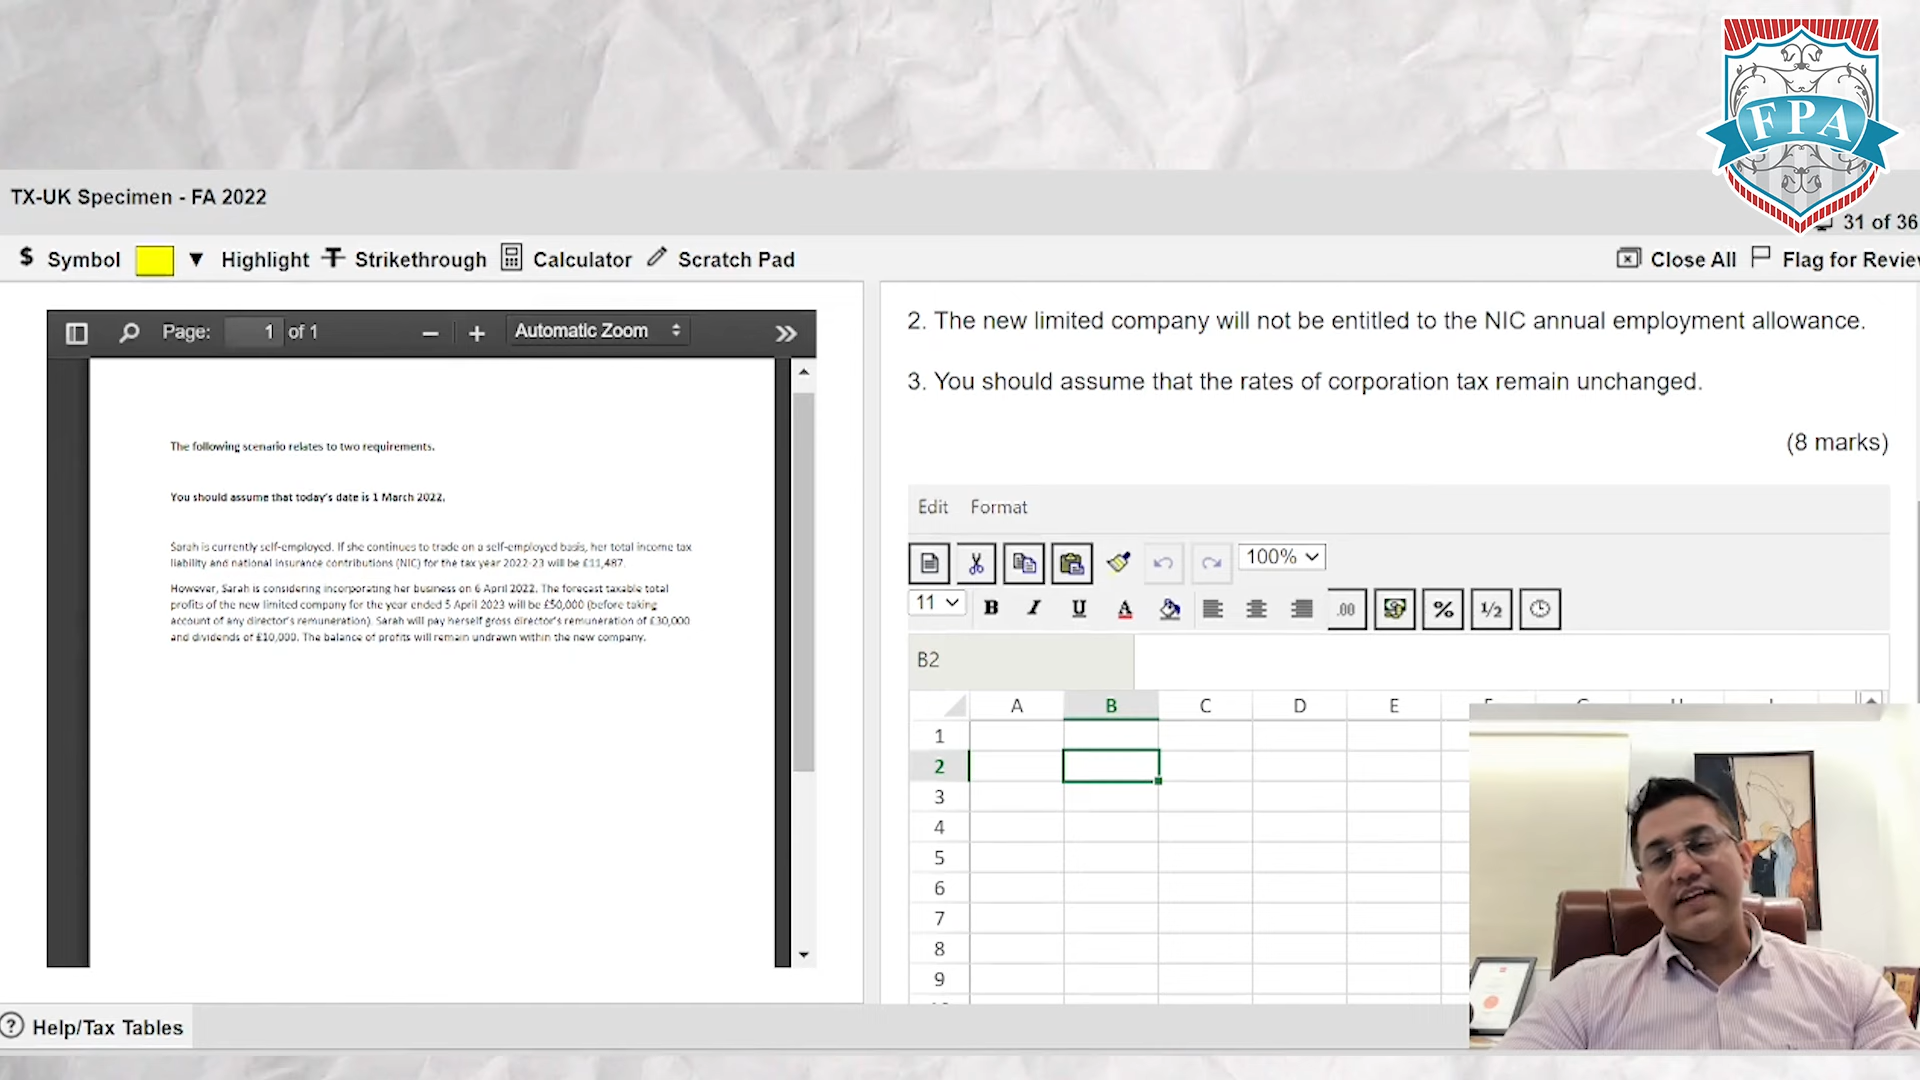 FPA
TX-UK Specimen - FA 2022
31 of 36
$ Symbol
Highlight
Strikethrough
Calculator
Scratch Pad
Close All
Flag for Review
Page: 1 of 1
Automatic Zoom
The following scenario relates to two requirements.
You should assume that today's date is 1 March 2022.
Sarah is currently self-employed. If she continues to trade on a self-employed basis, her total income tax
liability and national insurance contributions (NIC) for the tax year 2022-23 will be £11,487.
However, Sarah is considering incorporating her business on 6 April 2022. The forecast taxable total
profits of the new limited company for the year ended 5 April 2023 will be £50,000 (before taking
account of any director's remuneration). Sarah will pay herself gross director's remuneration of £30,000
and dividends of £10,000. The balance of profits will remain undrawn within the new company.
2. The new limited company will not be entitled to the NIC annual employment allowance.
3. You should assume that the rates of corporation tax remain unchanged.
(8 marks)
Edit Format
100%
11 B I U A .00 % 1/2
B2
A B C D E
1
2
3
4
5
6
7
8
9
Help/Tax Tables